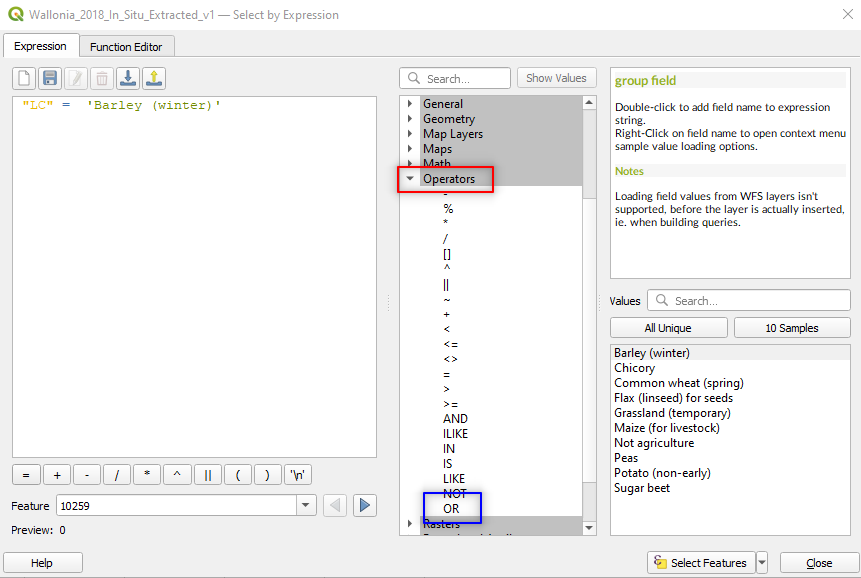 Wallonia_2018_In_Situ_Extracted_v1 — Select by Expression
Expression
Function Editor
"LC" = 'Barley (winter)'
= + - / * ^ || ( ) '\n'
Feature 10259
Preview: 0
Search...
Show Values
General
Geometry
Map Layers
Maps
Math
Operators
-
%
*
/
[]
^
||
~
+
<
<=
<>
=
>
>=
AND
ILIKE
IN
IS
LIKE
NOT
OR
Rasters
group field
Double-click to add field name to expression
string.
Right-Click on field name to open context menu
sample value loading options.
Notes
Loading field values from WFS layers isn't
supported, before the layer is actually inserted,
ie. when building queries.
Values Search...
All Unique
10 Samples
Barley (winter)
Chicory
Common wheat (spring)
Flax (linseed) for seeds
Grassland (temporary)
Maize (for livestock)
Not agriculture
Peas
Potato (non-early)
Sugar beet
Help
Select Features
Close